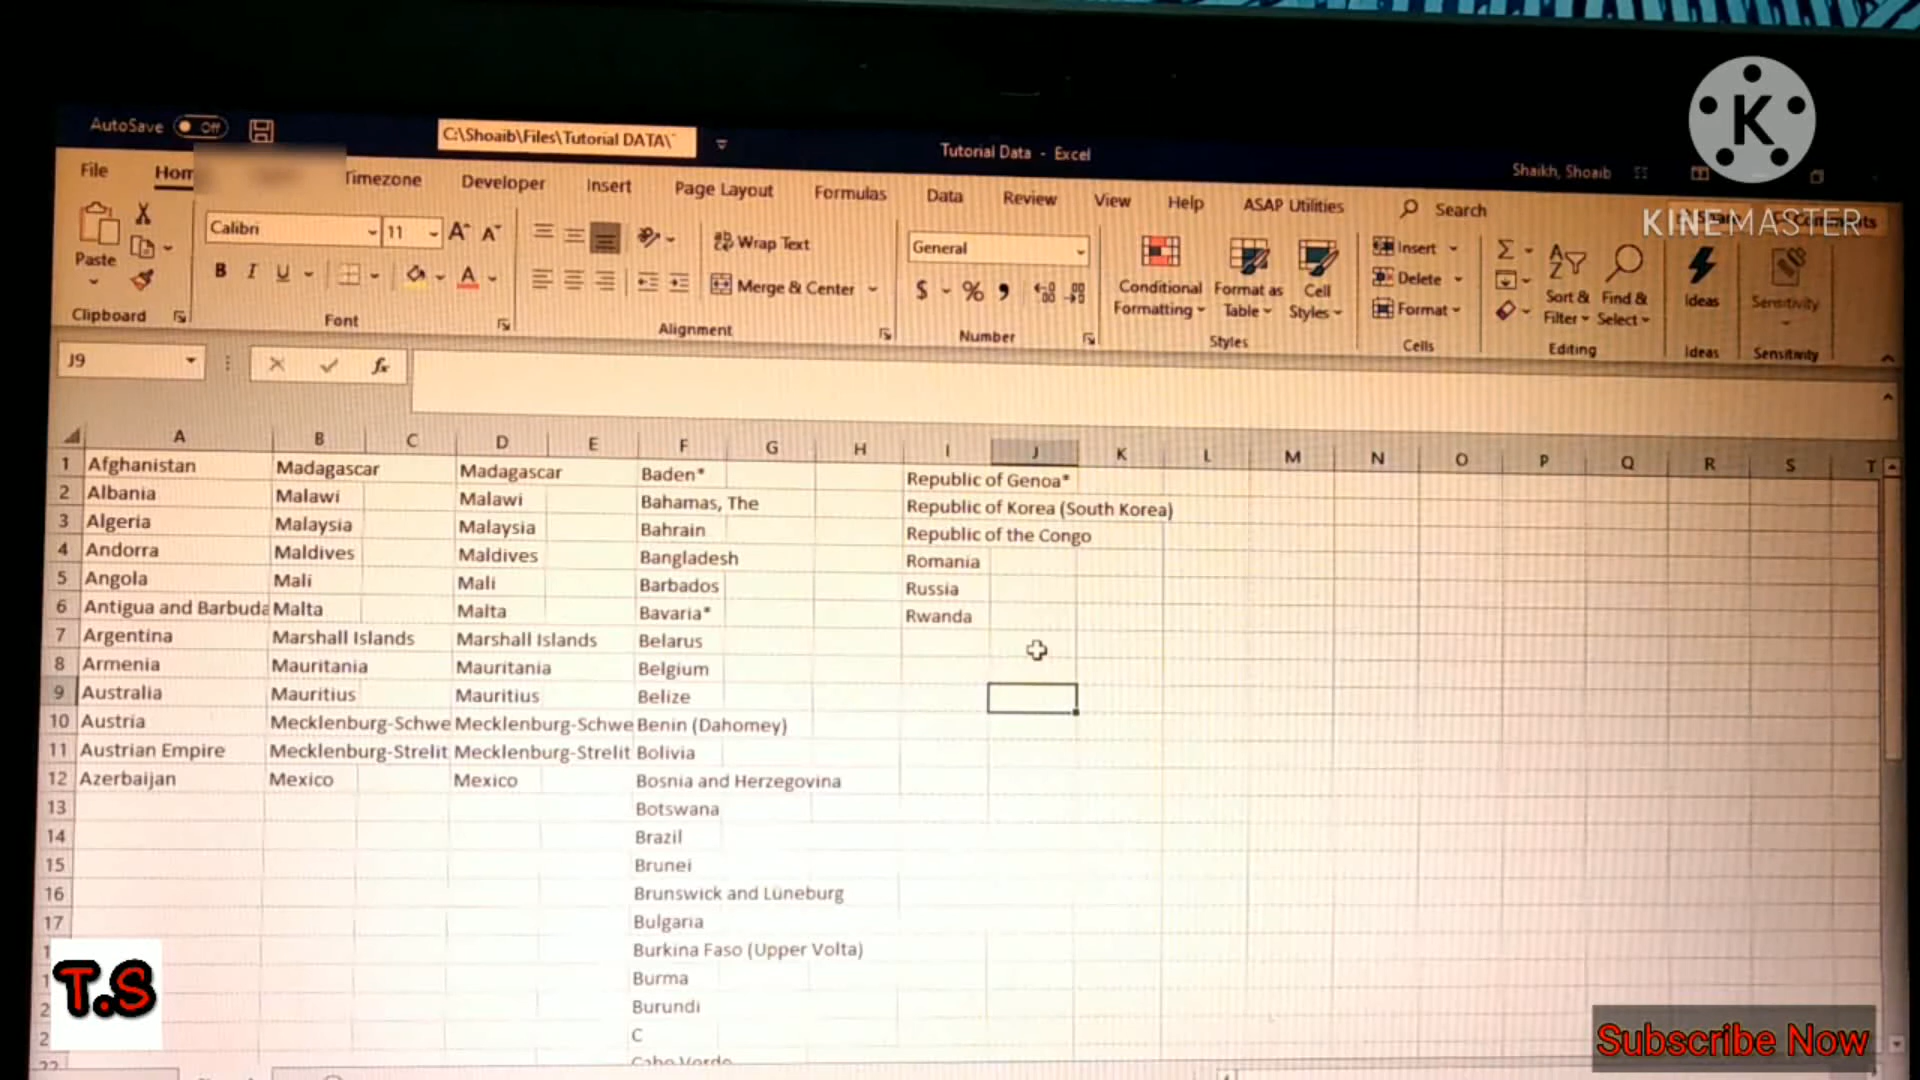 AutoSave Off
C:\Shoaib\Files\Tutorial DATA\
Tutorial Data - Excel
Shaikh, Shoaib
K
KINEMASTER
File Hom Timezone Developer Insert Page Layout Formulas Data Review View Help ASAP Utilities Search
Paste
Clipboard
Calibri 11
B I U
Font
Wrap Text
Merge & Center
Alignment
General
$ % ,
Number
Conditional Formatting
Format as Table
Cell Styles
Styles
Insert
Delete
Format
Cells
Sort & Filter
Find & Select
Editing
Ideas
Ideas
Sensitivity
Sensitivity
J9 fx
A B C D E F G H I J K L M N O P Q R S T
1 Afghanistan Madagascar Madagascar Baden* Republic of Genoa*
2 Albania Malawi Malawi Bahamas, The Republic of Korea (South Korea)
3 Algeria Malaysia Malaysia Bahrain Republic of the Congo
4 Andorra Maldives Maldives Bangladesh Romania
5 Angola Mali Mali Barbados Russia
6 Antigua and Barbuda Malta Malta Bavaria* Rwanda
7 Argentina Marshall Islands Marshall Islands Belarus
8 Armenia Mauritania Mauritania Belgium
9 Australia Mauritius Mauritius Belize
10 Austria Mecklenburg-Schwe Mecklenburg-Schwe Benin (Dahomey)
11 Austrian Empire Mecklenburg-Strelit Mecklenburg-Strelit Bolivia
12 Azerbaijan Mexico Mexico Bosnia and Herzegovina
13 Botswana
14 Brazil
15 Brunei
16 Brunswick and Lüneburg
17 Bulgaria
Burkina Faso (Upper Volta)
Burma
Burundi
C
T.S
Subscribe Now